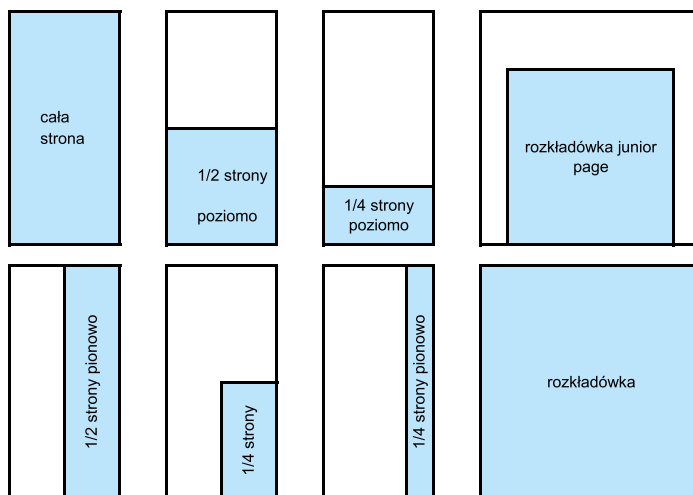 cała
strona
1/2 strony
poziomo
1/4 strony
poziomo
rozkładówka junior
page
1/2 strony pionowo
1/4 strony
1/4 strony pionowo
rozkładówka